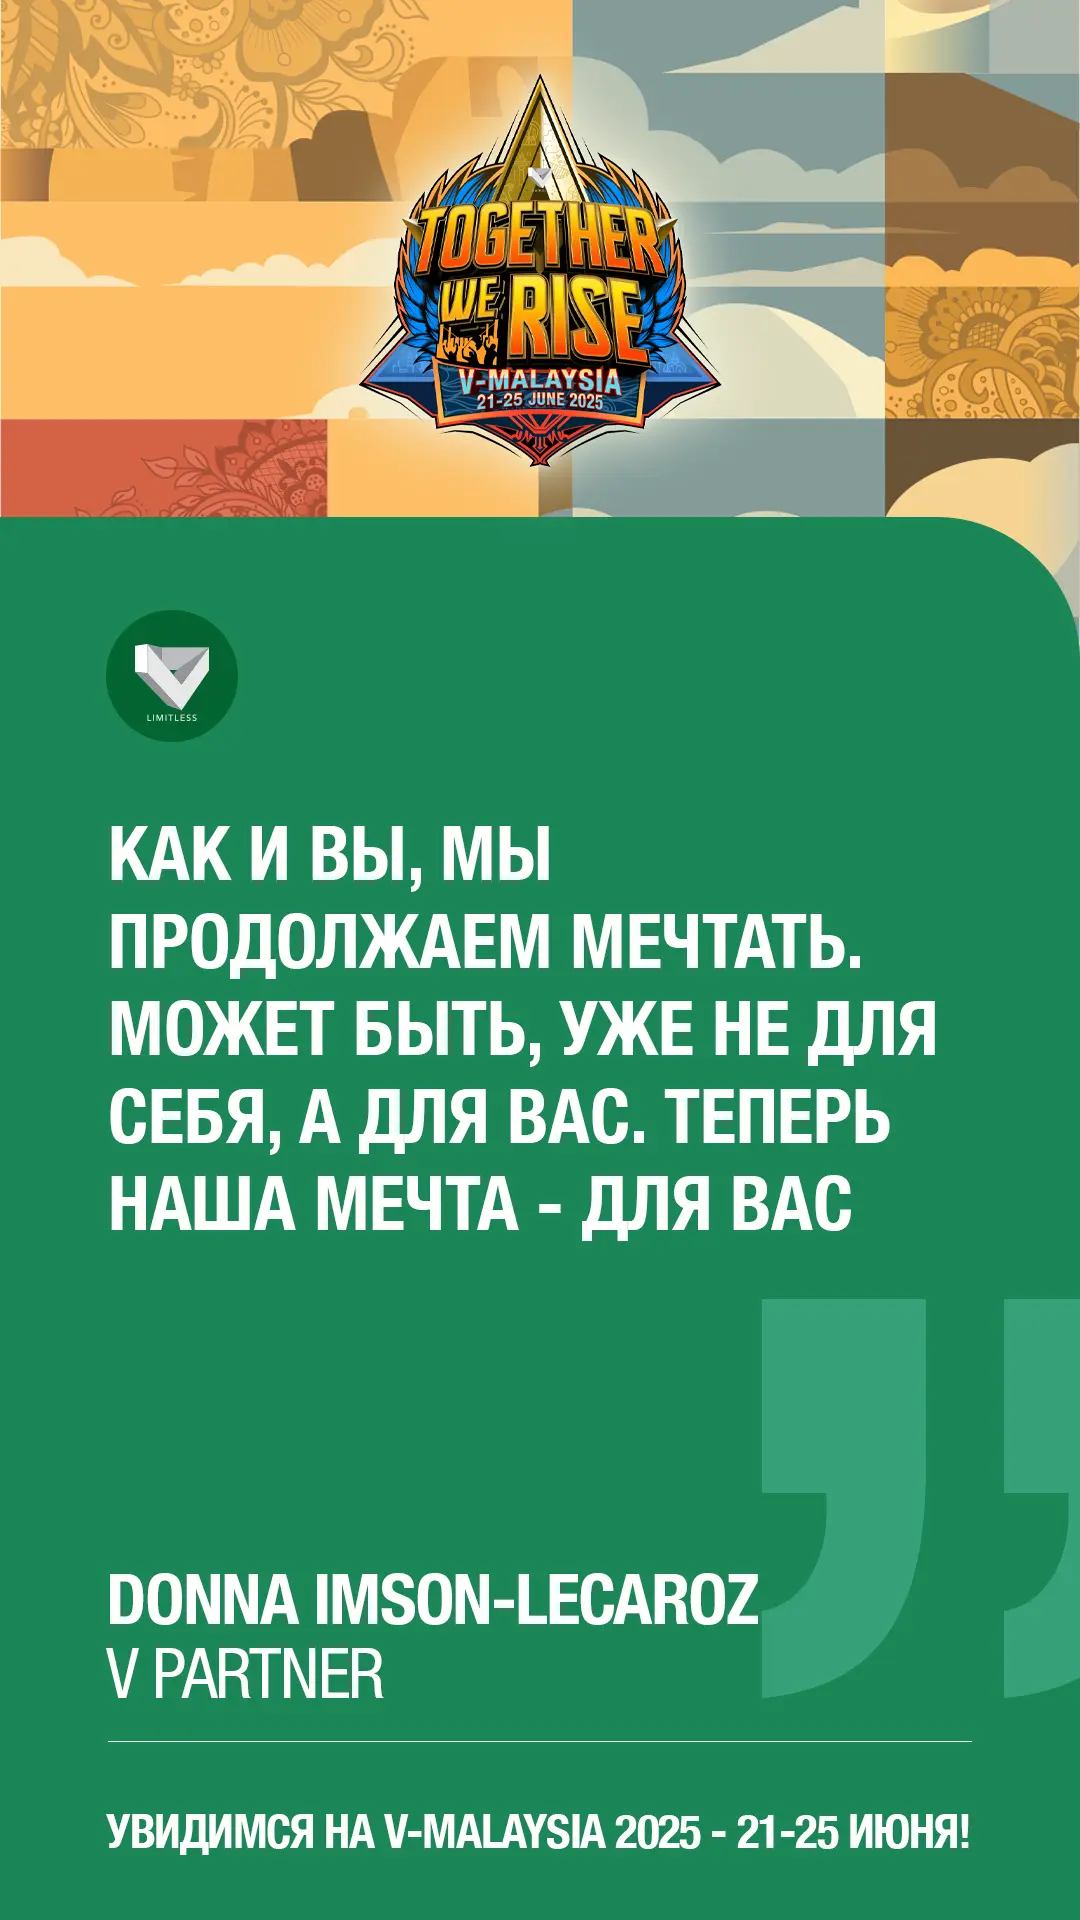 TOGETHER
WE RISE
V-MALAYSIA
21-25 JUNE 2025
LIMITLESS
КАК И ВЫ, МЫ
ПРОДОЛЖАЕМ МЕЧТАТЬ.
МОЖЕТ БЫТЬ, УЖЕ НЕ ДЛЯ
СЕБЯ, А ДЛЯ ВАС. ТЕПЕРЬ
НАША МЕЧТА - ДЛЯ ВАС
DONNA IMSON-LECAROZ
V PARTNER
УВИДИМСЯ НА V-MALAYSIA 2025 - 21-25 ИЮНЯ!